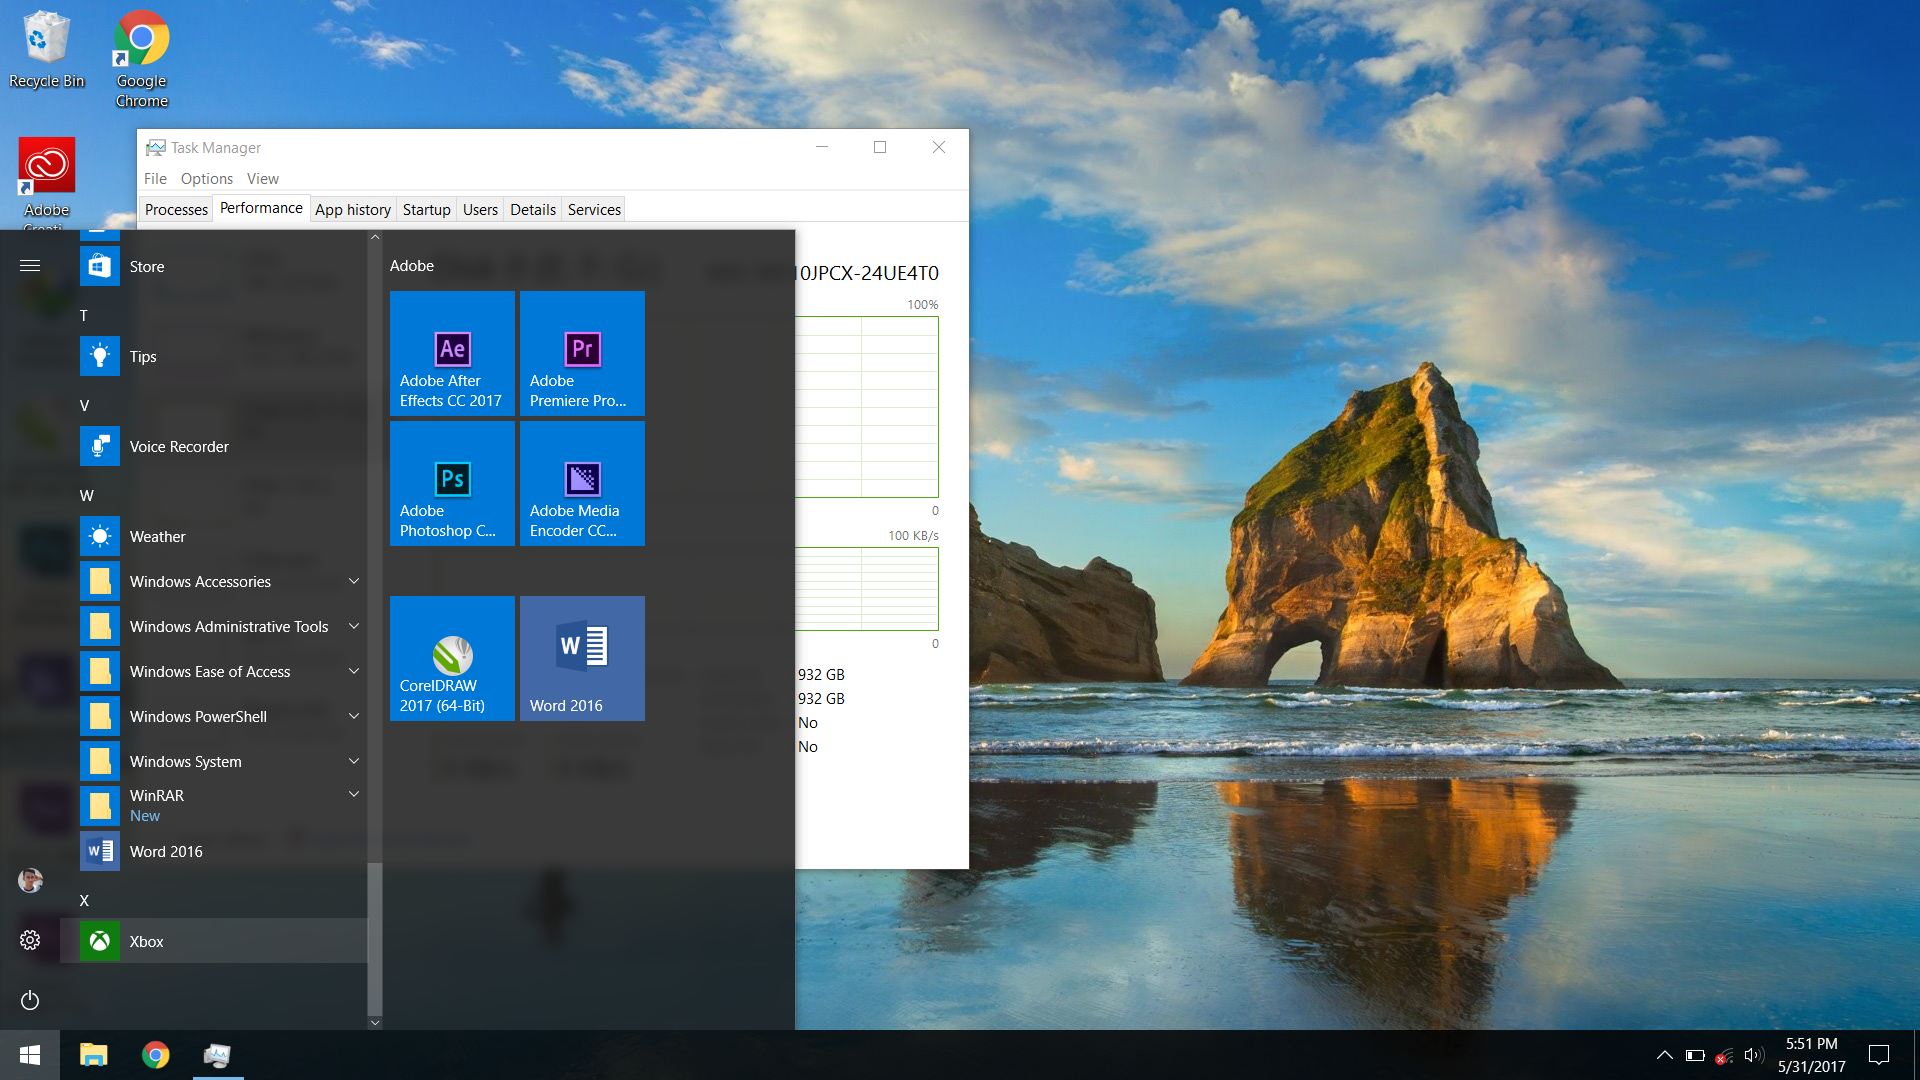 Recycle Bin
Google
Chrome
Adobe
Creati...
Task Manager
File Options View
Processes Performance App history Startup Users Details Services
10JPCX-24UE4T0
100%
0
100 KB/s
0
932 GB
932 GB
No
No
Store
T
Tips
V
Voice Recorder
W
Weather
Windows Accessories
Windows Administrative Tools
Windows Ease of Access
Windows PowerShell
Windows System
WinRAR
New
Word 2016
X
Xbox
Adobe
Ae
Adobe After
Effects CC 2017
Pr
Adobe
Premiere Pro...
Ps
Adobe
Photoshop C...
Adobe Media
Encoder CC...
CorelDRAW
2017 (64-Bit)
W
Word 2016
5:51 PM
5/31/2017